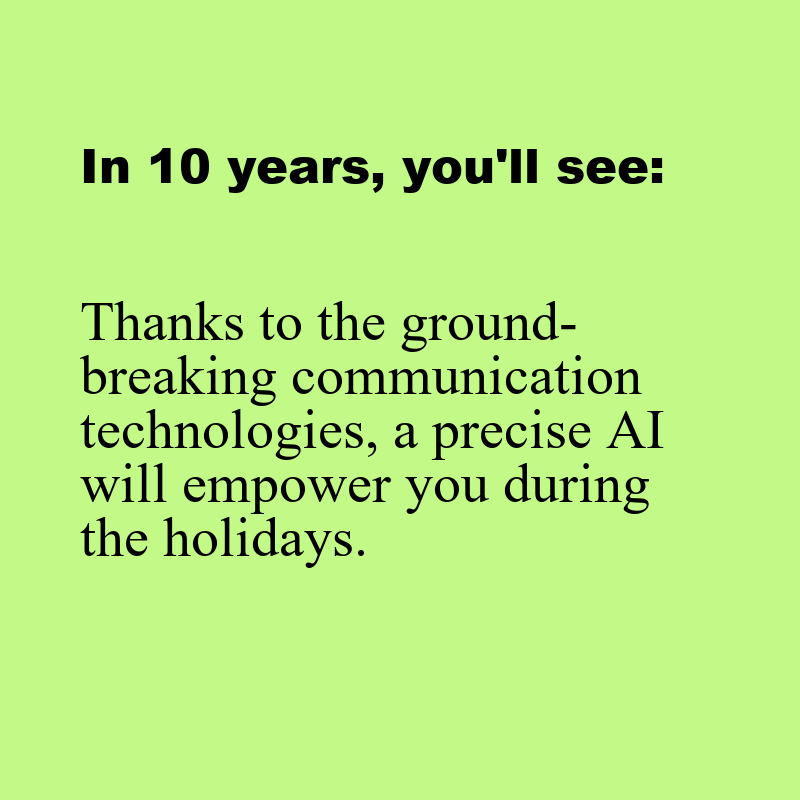 In 10 years, you'll see:
Thanks to the ground-
breaking communication
technologies, a precise AI
will empower you during
the holidays.